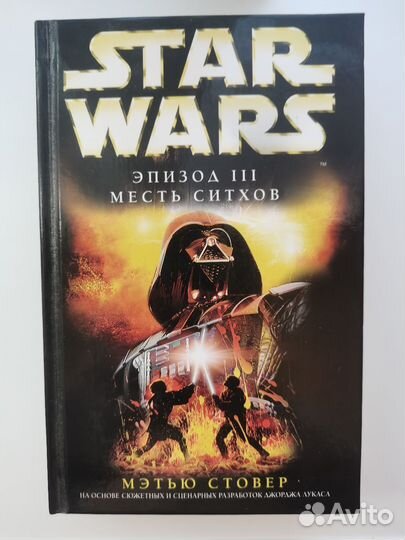 STAR
WARS
TM
ЭПИЗОД III
МЕСТЬ СИТХОВ
МЭТЬЮ СТОВЕР
НА ОСНОВЕ СЮЖЕТНЫХ И СЦЕНАРНЫХ РАЗРАБОТОК ДЖОРДЖА ЛУКАСА
Avito